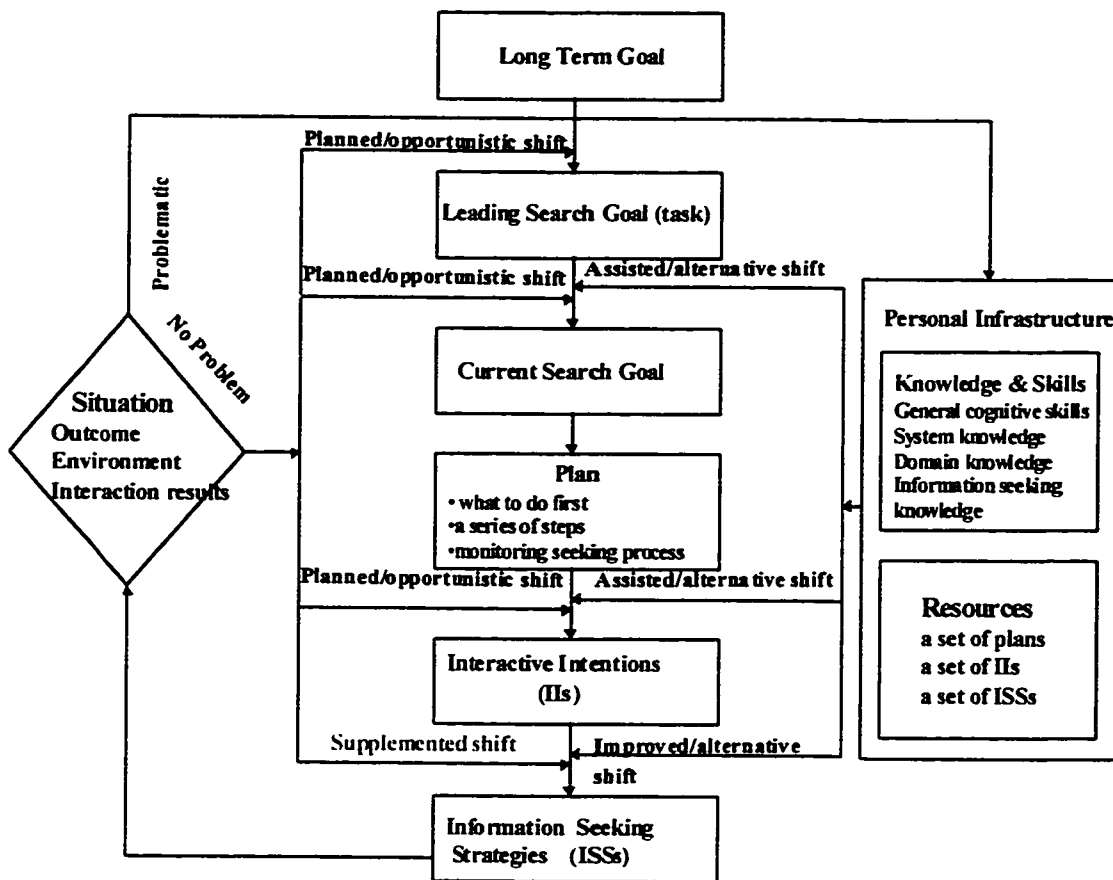 Long Term Goal
Planned/opportunistic shift
Problematic
Leading Search Goal (task)
Planned/opportunistic shift
Assisted/alternative shift
No Problem
Personal Infrastructure
Current Search Goal
Knowledge & Skills
General cognitive skills
System knowledge
Domain knowledge
Information seeking
knowledge
Situation
Outcome
Environment
Interaction results
Plan
• what to do first
• a series of steps
• monitoring seeking process
Planned/opportunistic shift
Assisted/alternative shift
Resources
a set of plans
a set of IIs
a set of ISSs
Interactive Intentions
(IIs)
Supplemented shift
Improved/alternative
shift
Information Seeking
Strategies (ISSs)